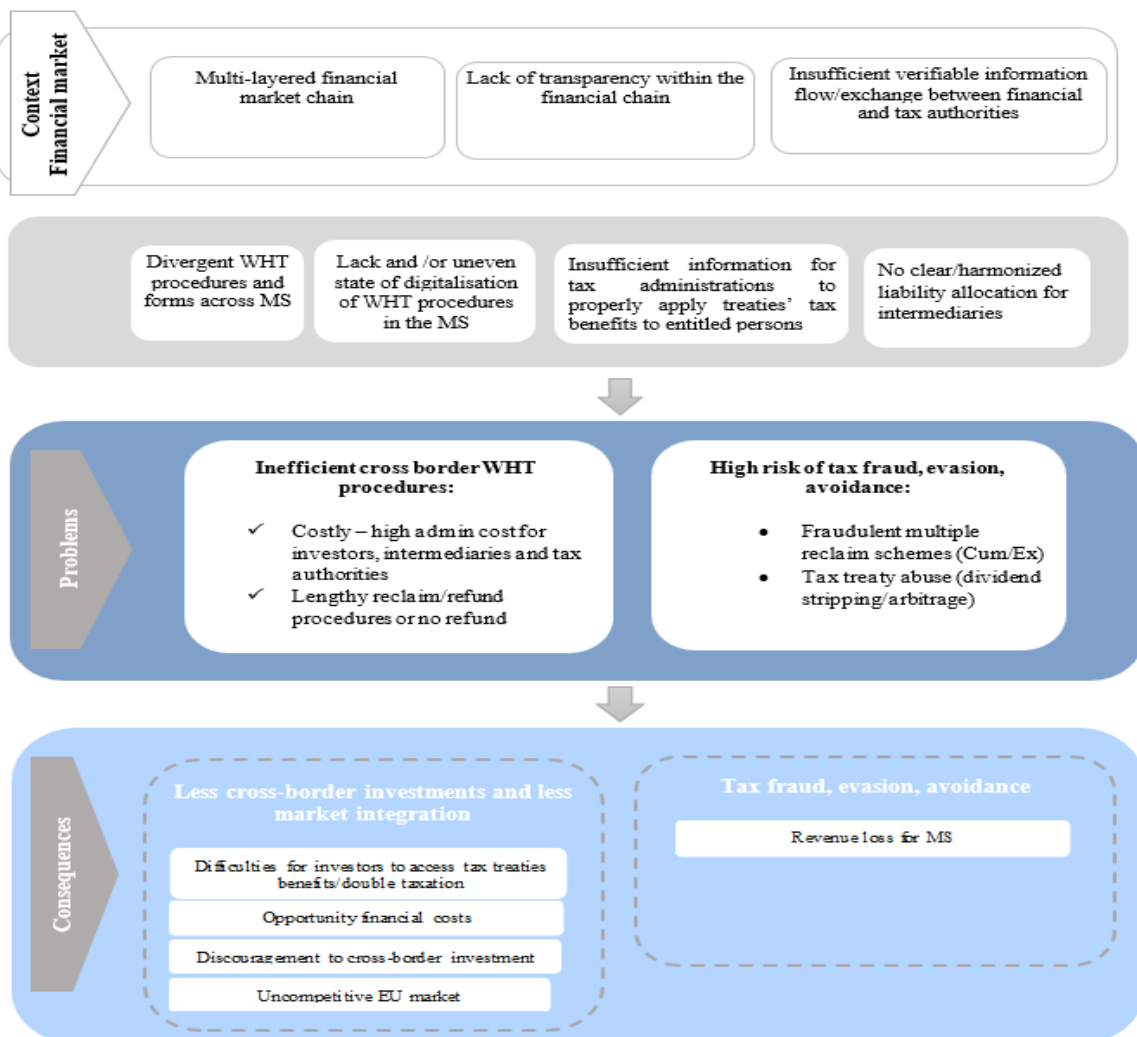 Context
Financial market
Multi-layered financial
market chain
Lack of transparency within the
financial chain
Insufficient verifiable information
flow/exchange between financial
and tax authorities
Divergent WHT
procedures and
forms across MS
Lack and /or uneven
state of digitalisation
of WHT procedures
in the MS
Insufficient information for
tax administrations to
properly apply treaties’ tax
benefits to entitled persons
No clear/harmonized
liability allocation for
intermediaries
Problems
Inefficient cross border WHT
procedures:
✓ Costly – high admin cost for
investors, intermediaries and tax
authorities
✓ Lengthy reclaim/refund
procedures or no refund
High risk of tax fraud, evasion,
avoidance:
• Fraudulent multiple
reclaim schemes (Cum/Ex)
• Tax treaty abuse (dividend
stripping/arbitrage)
Consequences
Less cross-border investments and less
market integration
Difficulties for investors to access tax treaties
benefits/double taxation
Opportunity financial costs
Discouragement to cross-border investment
Uncompetitive EU market
Tax fraud, evasion, avoidance
Revenue loss for MS